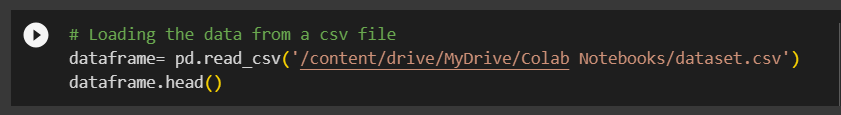 # Loading the data from a csv file
dataframe= pd.read_csv('/content/drive/MyDrive/Colab Notebooks/dataset.csv')
dataframe.head()